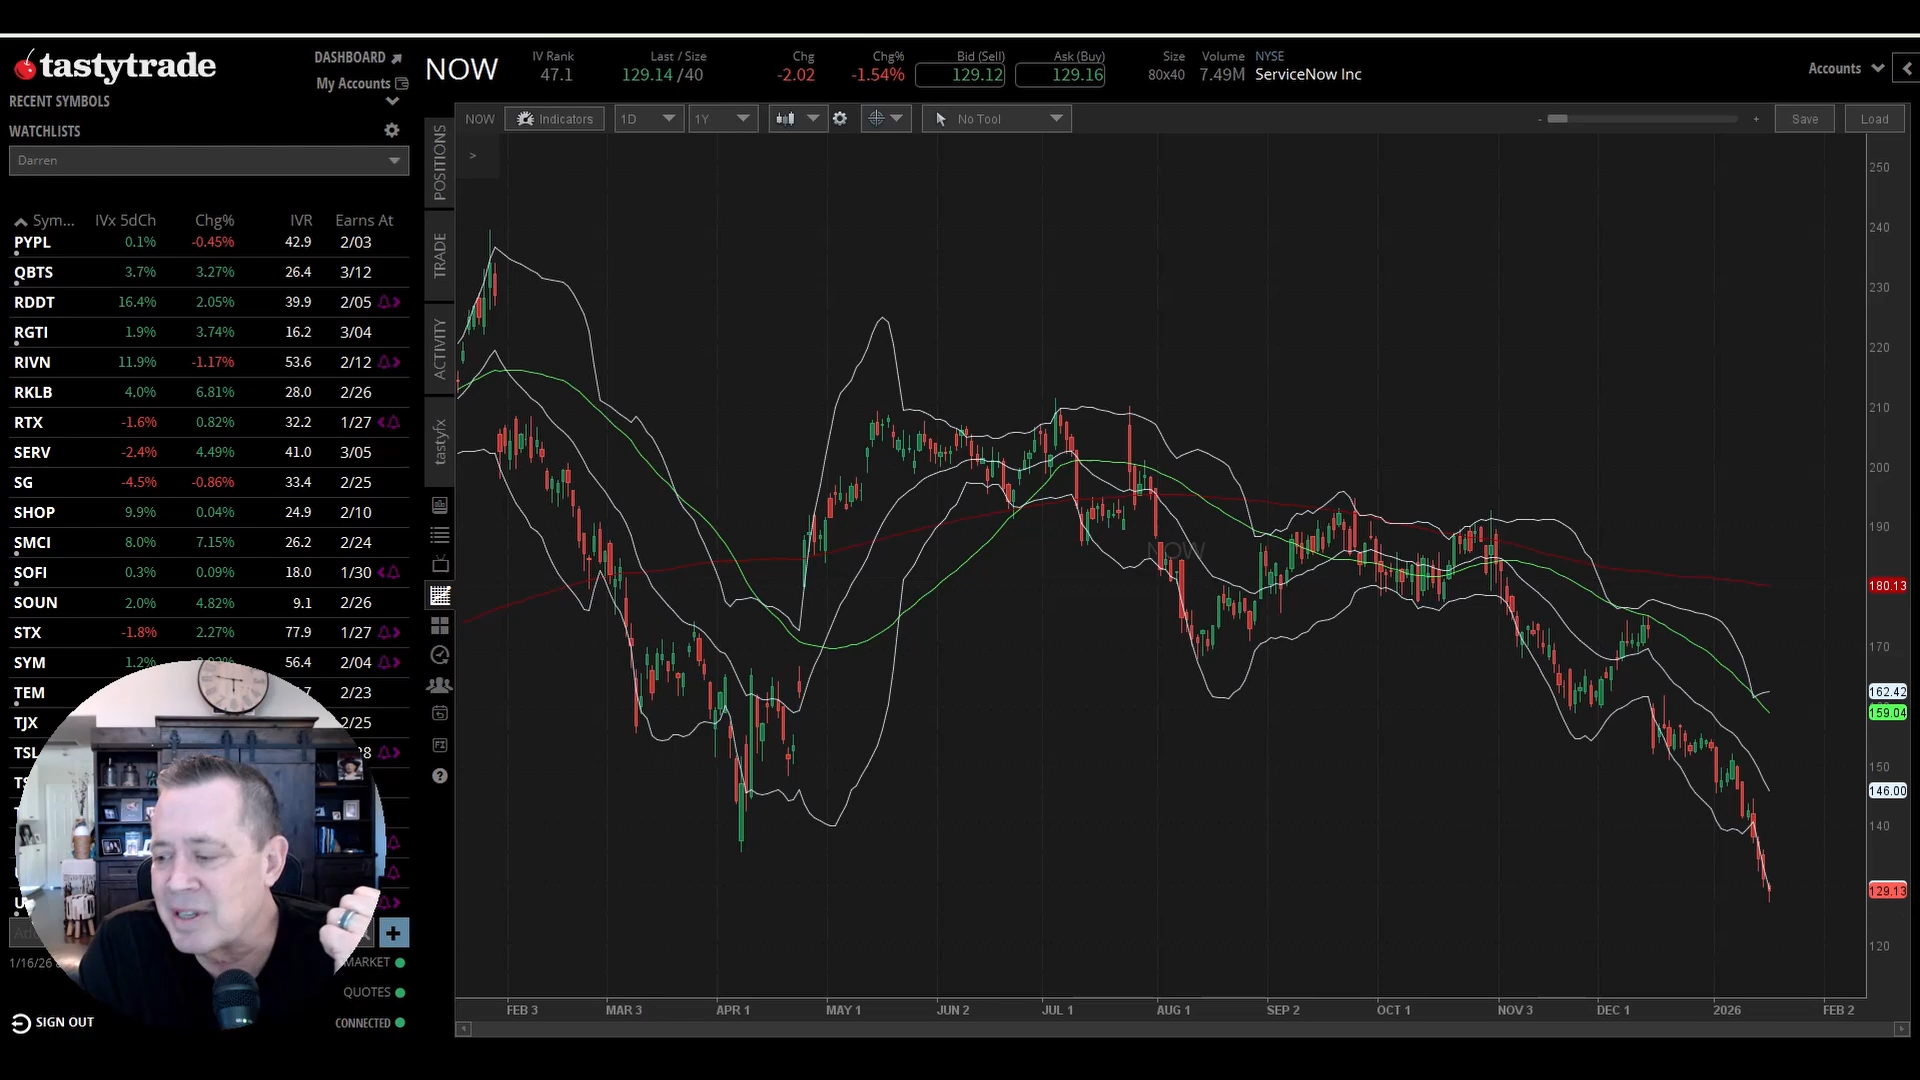 tastytrade
DASHBOARD
My Accounts
RECENT SYMBOLS
WATCHLISTS
Darren
Sym... IVx 5dCh Chg% IVR Earns At
PYPL 0.1% -0.45% 42.9 2/03
QBTS 3.7% 3.27% 26.4 3/12
RDDT 16.4% 2.05% 39.9 2/05
RGTI 1.9% 3.74% 16.2 3/04
RIVN 11.9% -1.17% 53.6 2/12
RKLB 4.0% 6.81% 28.0 2/26
RTX -1.6% 0.82% 32.2 1/27
SERV -2.4% 4.49% 41.0 3/05
SG -4.5% -0.86% 33.4 2/25
SHOP 9.9% 0.04% 24.9 2/10
SMCI 8.0% 7.15% 26.2 2/24
SOFI 0.3% 0.09% 18.0 1/30
SOUN 2.0% 4.82% 9.1 2/26
STX -1.8% 2.27% 77.9 1/27
SYM 1.2% 56.4 2/04
TEM 2/23
TJX 2/25
1/16/26
MARKET
QUOTES
SIGN OUT
CONNECTED
NOW
IV Rank
47.1
Last / Size
129.14 / 40
Chg
-2.02
Chg%
-1.54%
Bid (Sell)
129.12
Ask (Buy)
129.16
Size
80x40
Volume
7.49M
NYSE
ServiceNow Inc
Accounts
POSITIONS
TRADE
ACTIVITY
tastyfx
NOW
Indicators
1D
1Y
No Tool
- +
Save
Load
>
NOW
250
240
230
220
210
200
190
180.13
170
162.42
159.04
150
146.00
140
129.13
120
FEB 3 MAR 3 APR 1 MAY 1 JUN 2 JUL 1 AUG 1 SEP 2 OCT 1 NOV 3 DEC 1 2026 FEB 2